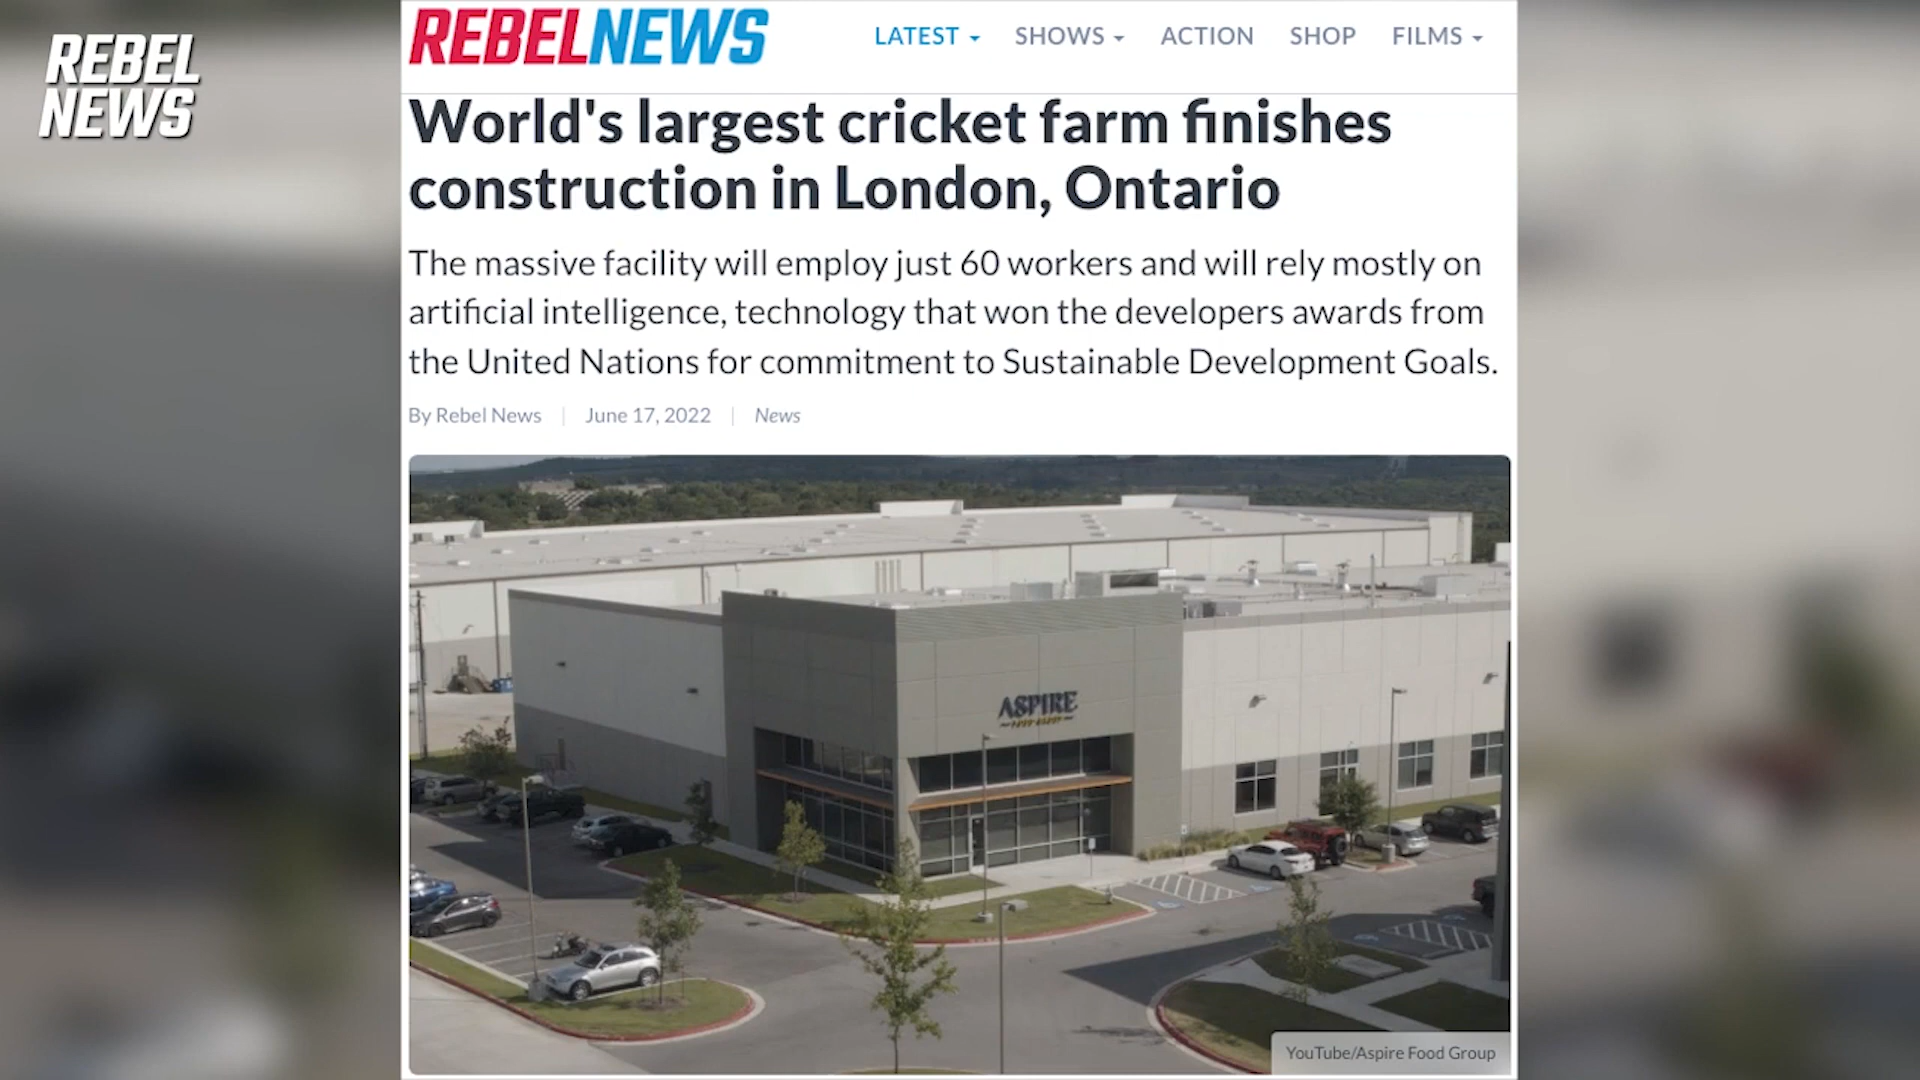 REBEL
NEWS
REBELNEWS
LATEST
SHOWS
ACTION
SHOP
FILMS
World's largest cricket farm finishes
construction in London, Ontario
The massive facility will employ just 60 workers and will rely mostly on
artificial intelligence, technology that won the developers awards from
the United Nations for commitment to Sustainable Development Goals.
By Rebel News | June 17, 2022 | News
ASPIRE
FOOD GROUP
YouTube/Aspire Food Group